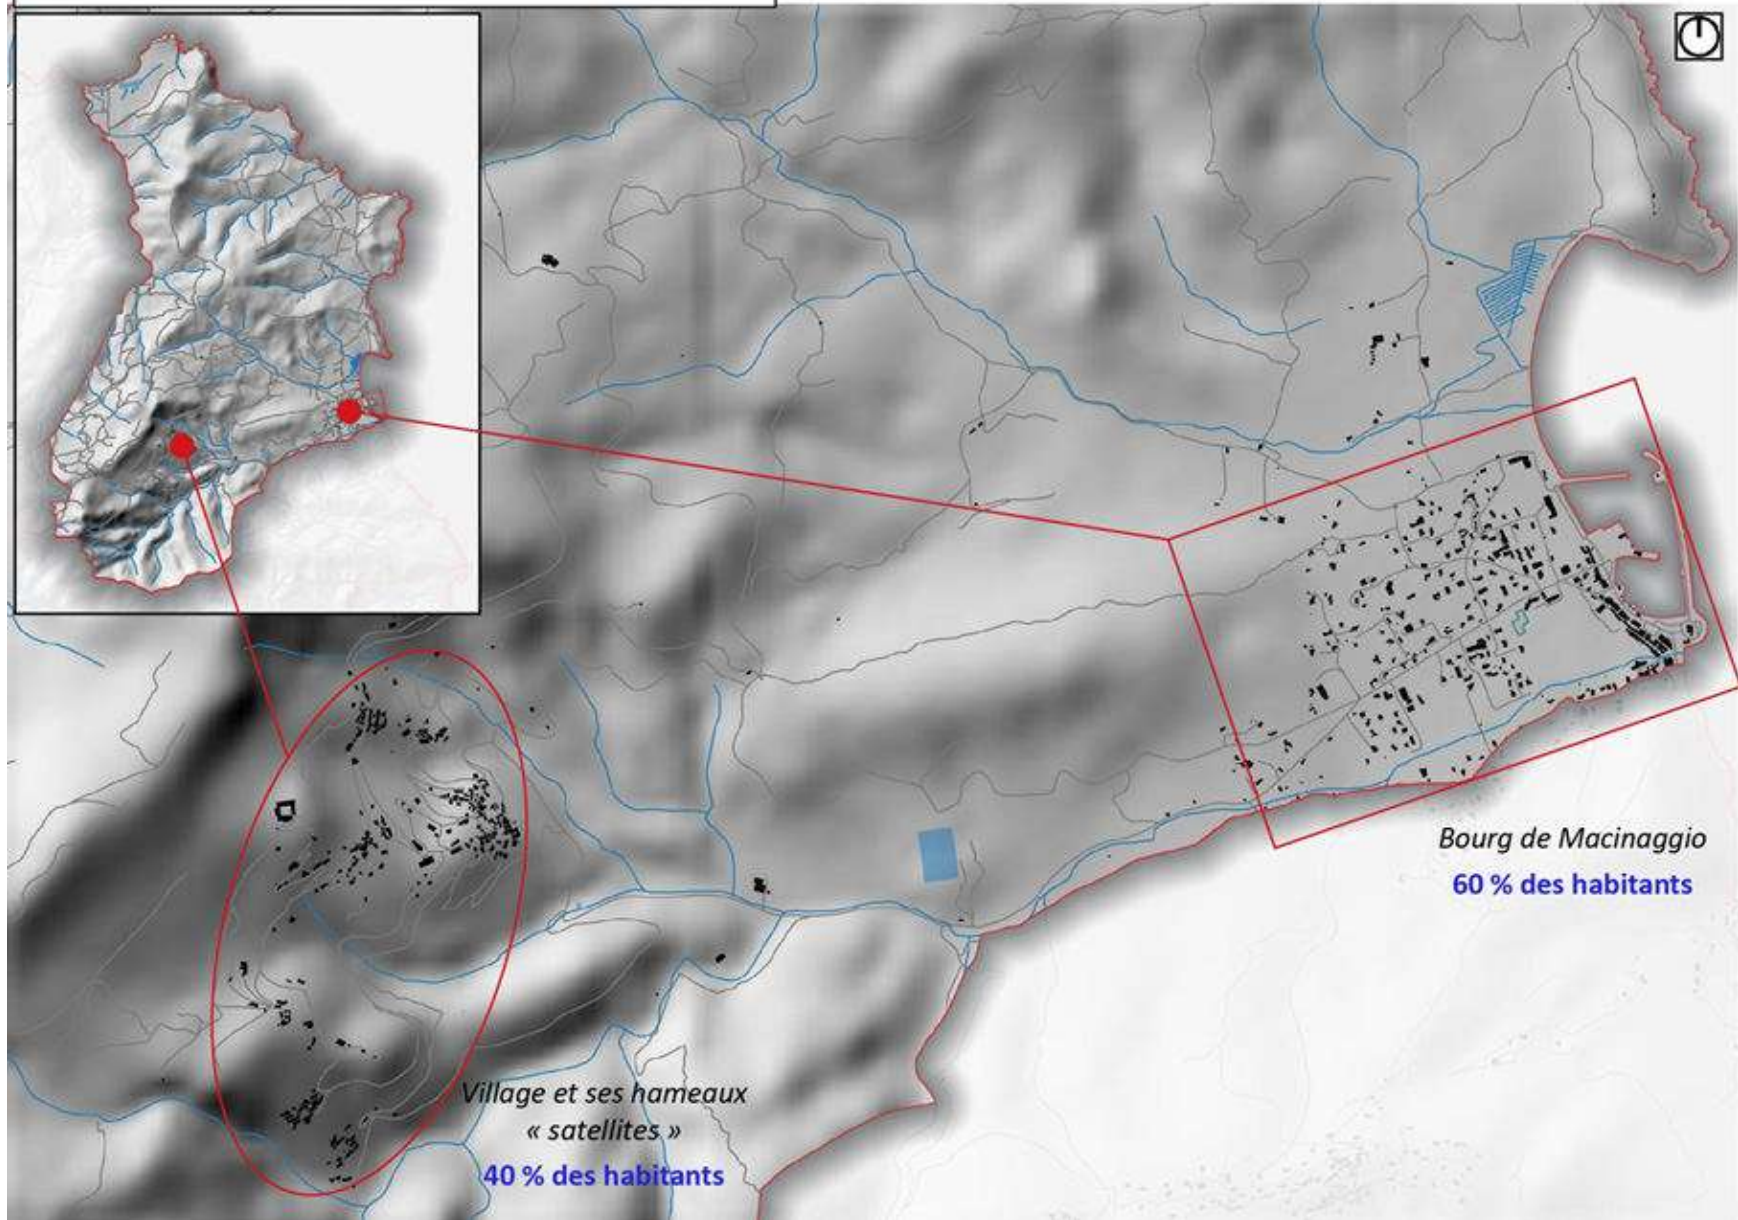 Bourg de Macinaggio
60 % des habitants
Village et ses hameaux
« satellites »
40 % des habitants